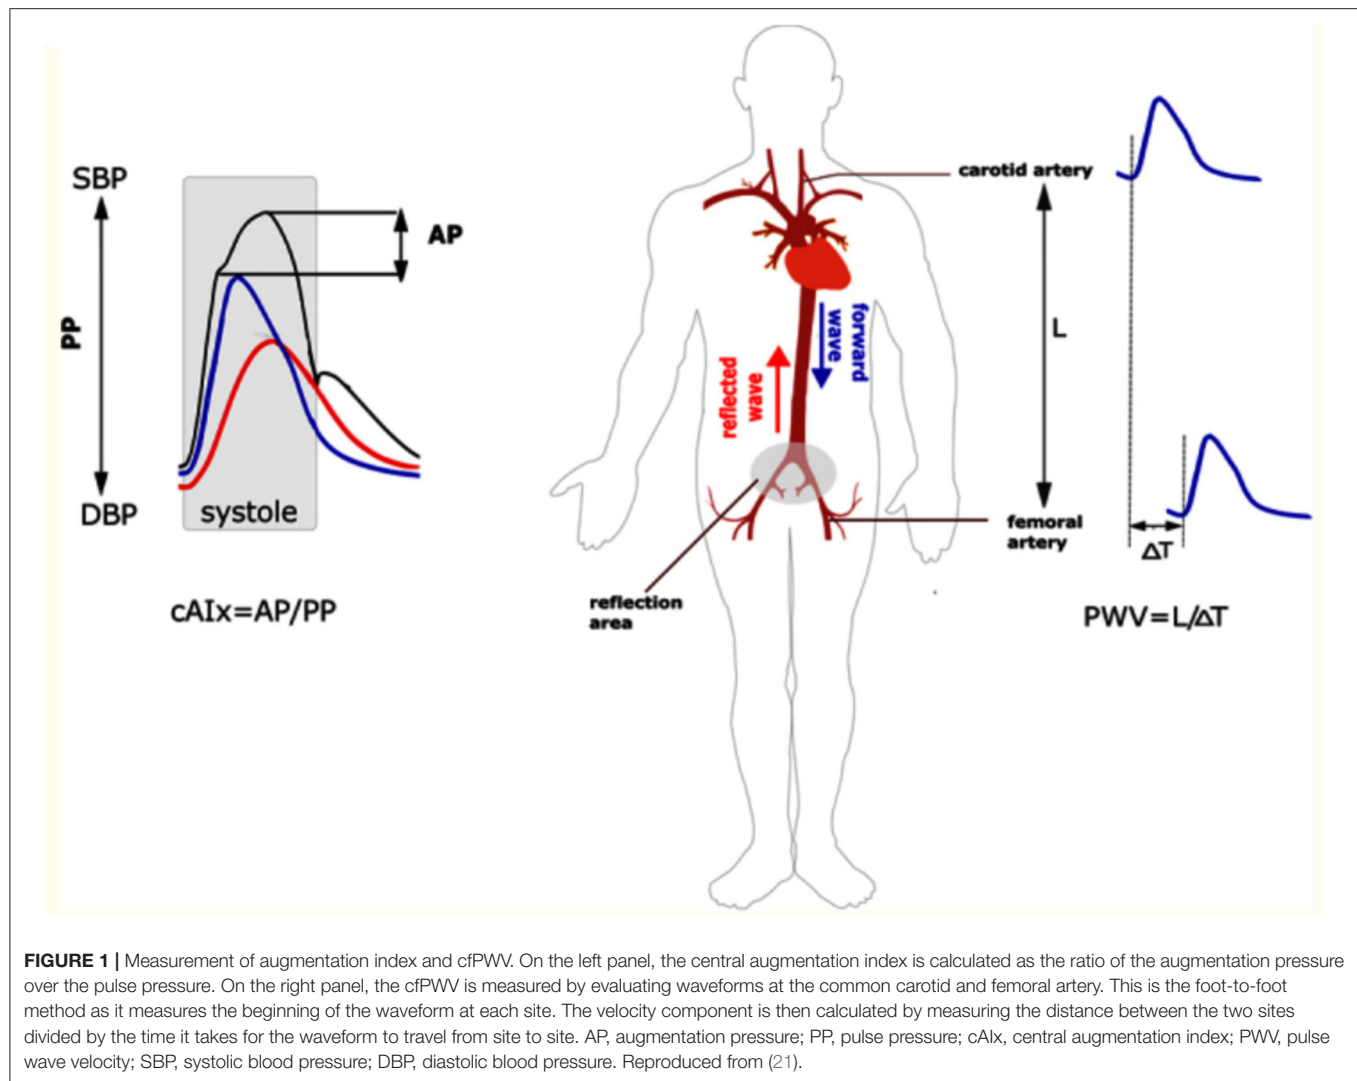 SBP
PP
DBP
AP
systole
cAIx=AP/PP
carotid artery
forward
wave
reflected
wave
L
femoral
artery
reflection
area
ΔT
PWV=L/ΔT
FIGURE 1 | Measurement of augmentation index and cfPWV. On the left panel, the central augmentation index is calculated as the ratio of the augmentation pressure
over the pulse pressure. On the right panel, the cfPWV is measured by evaluating waveforms at the common carotid and femoral artery. This is the foot-to-foot
method as it measures the beginning of the waveform at each site. The velocity component is then calculated by measuring the distance between the two sites
divided by the time it takes for the waveform to travel from site to site. AP, augmentation pressure; PP, pulse pressure; cAIx, central augmentation index; PWV, pulse
wave velocity; SBP, systolic blood pressure; DBP, diastolic blood pressure. Reproduced from (21).